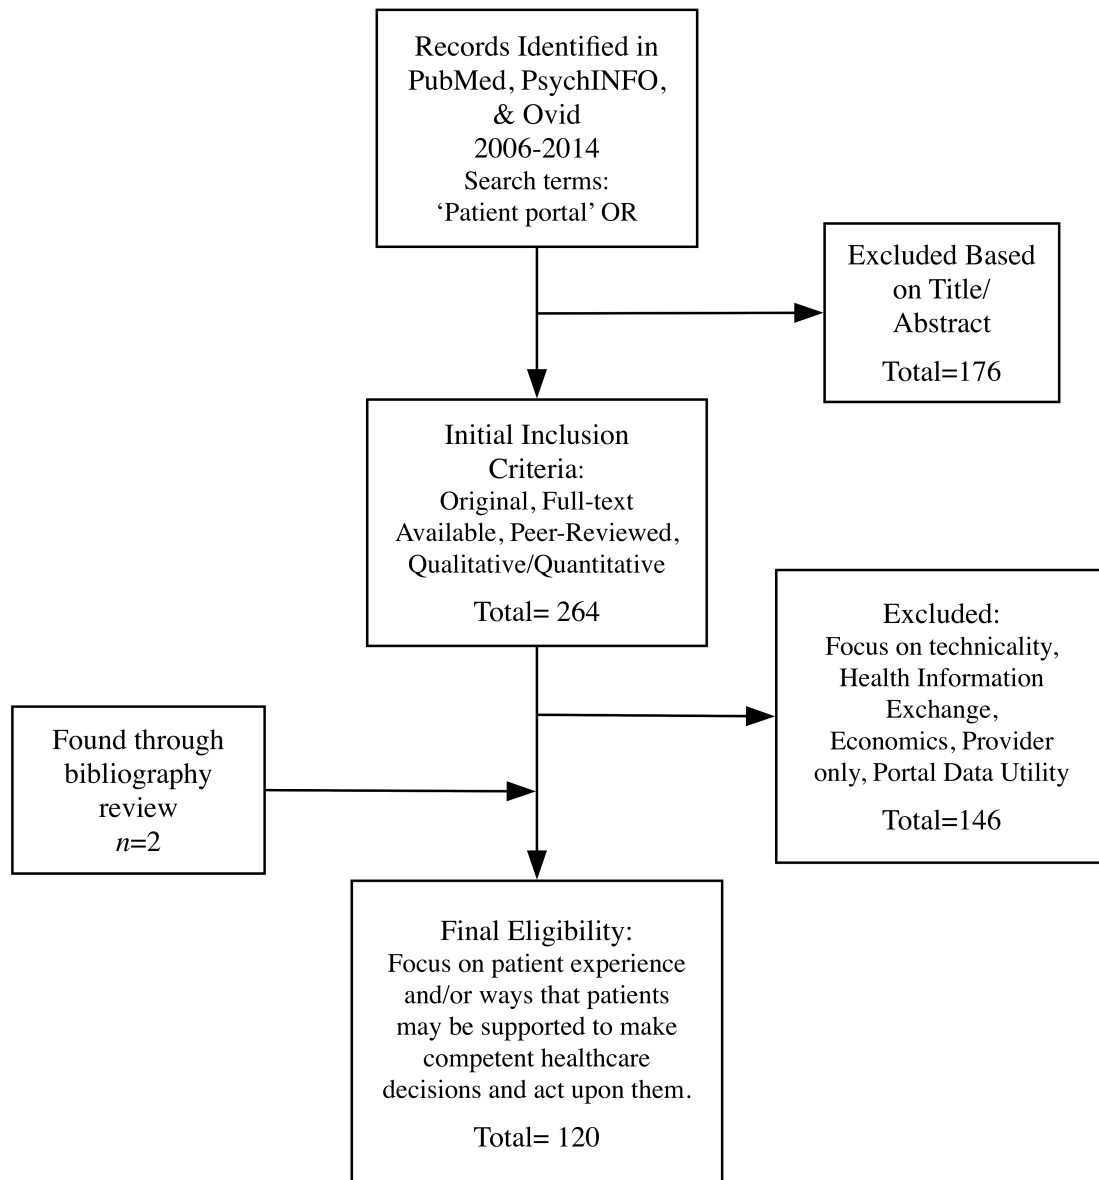 Records Identified in
PubMed, PsychINFO,
& Ovid
2006-2014
Search terms:
‘Patient portal’ OR
Excluded Based
on Title/
Abstract
Total=176
Initial Inclusion
Criteria:
Original, Full-text
Available, Peer-Reviewed,
Qualitative/Quantitative
Total= 264
Excluded:
Focus on technicality,
Health Information
Exchange,
Economics, Provider
only, Portal Data Utility
Total=146
Found through
bibliography
review
n=2
Final Eligibility:
Focus on patient experience
and/or ways that patients
may be supported to make
competent healthcare
decisions and act upon them.
Total= 120